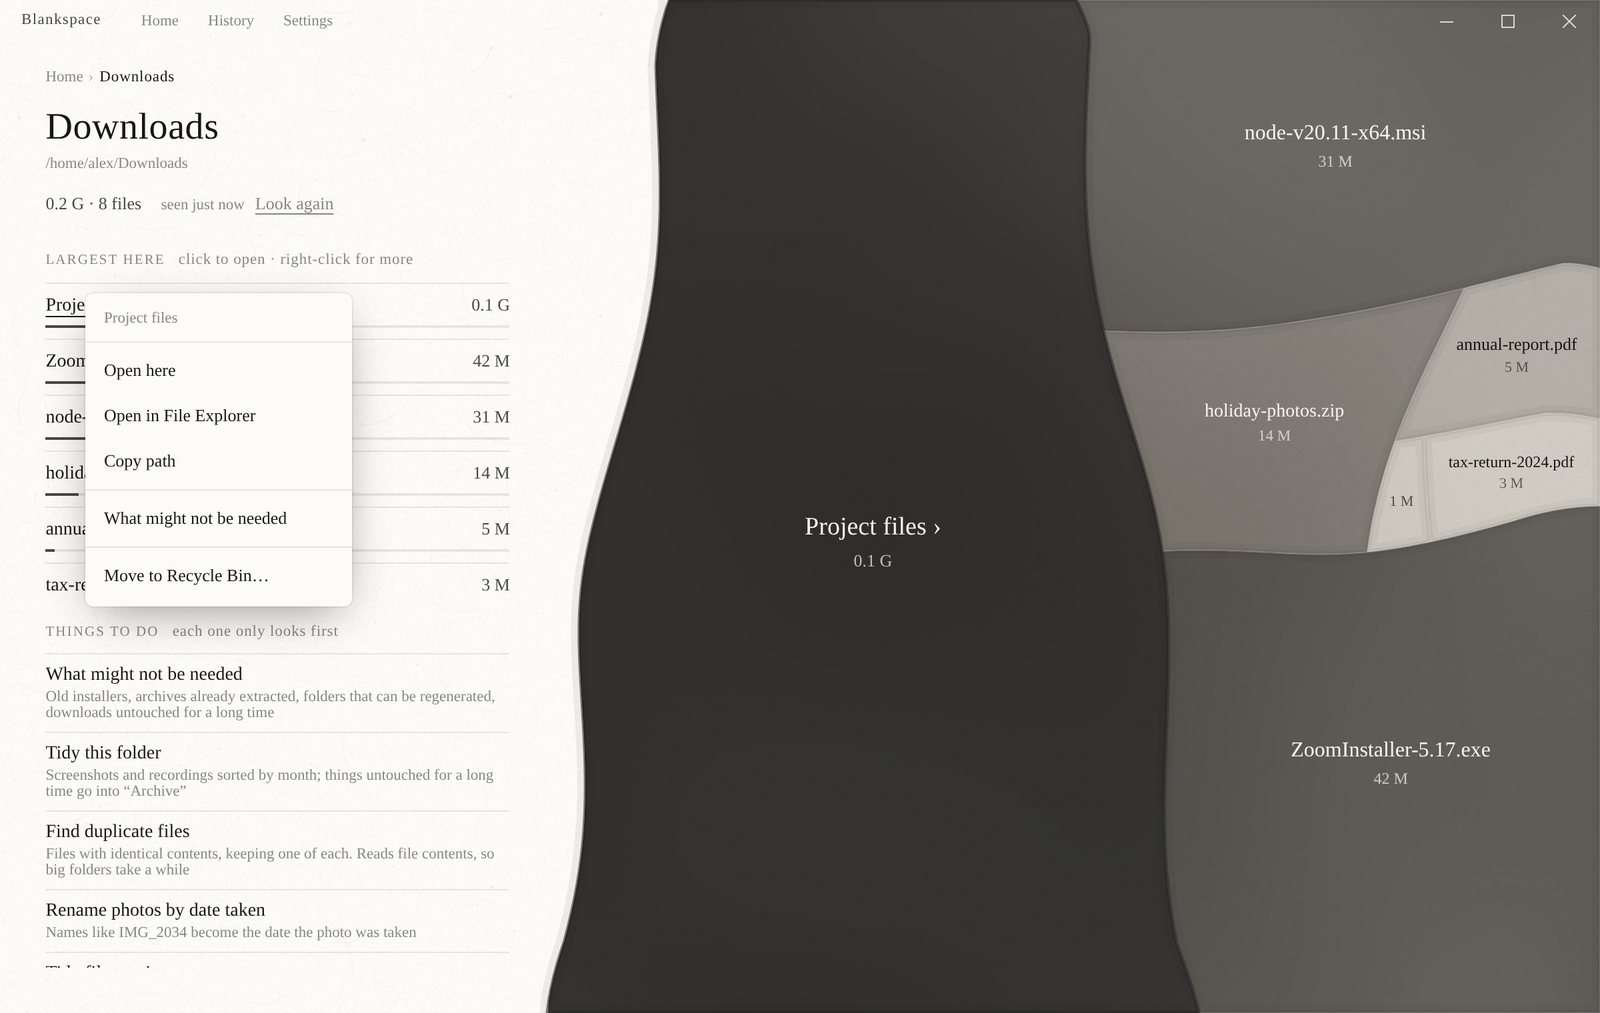 Blankspace Home History Settings
Home › Downloads
Downloads
/home/alex/Downloads
0.2 G · 8 files seen just now Look again
LARGEST HERE click to open · right-click for more
Proje 0.1 G
Zoom 42 M
node- 31 M
holid 14 M
annua 5 M
tax-re 3 M
Project files
Open here
Open in File Explorer
Copy path
What might not be needed
Move to Recycle Bin…
THINGS TO DO each one only looks first
What might not be needed
Old installers, archives already extracted, folders that can be regenerated,
downloads untouched for a long time
Tidy this folder
Screenshots and recordings sorted by month; things untouched for a long
time go into “Archive”
Find duplicate files
Files with identical contents, keeping one of each. Reads file contents, so
big folders take a while
Rename photos by date taken
Names like IMG_2034 become the date the photo was taken
Project files ›
0.1 G
node-v20.11-x64.msi
31 M
annual-report.pdf
5 M
holiday-photos.zip
14 M
tax-return-2024.pdf
3 M
1 M
ZoomInstaller-5.17.exe
42 M